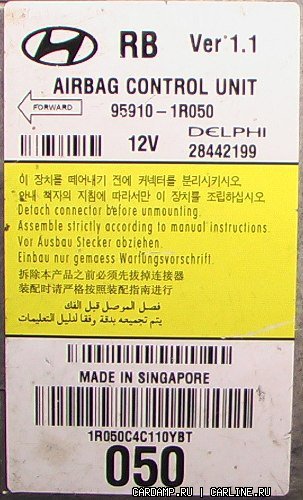 RB Ver 1.1
AIRBAG CONTROL UNIT
FORWARD
95910-1R050
12V
DELPHI
28442199
이 장치를 떼어내기 전에 커넥터를 분리시키시오.
안내 책자의 지침에 따라서만 이 장치를 조립하십시오.
Detach connector before unmounting.
Assemble strictly according to manual instructions.
Vor Ausbau Stecker abziehen.
Einbau nur gemaess Wartungsvorschrift.
拆除本产品之前必须先拔掉连接器
装配时请严格按照装配指南进行
فصل الموصل قبل الفك
يتم تجميعه بدقة وفقا لدليل التعليمات
MADE IN SINGAPORE
1R050C4C110YBT
050
CARDAMP.RU | CARLINE.RU